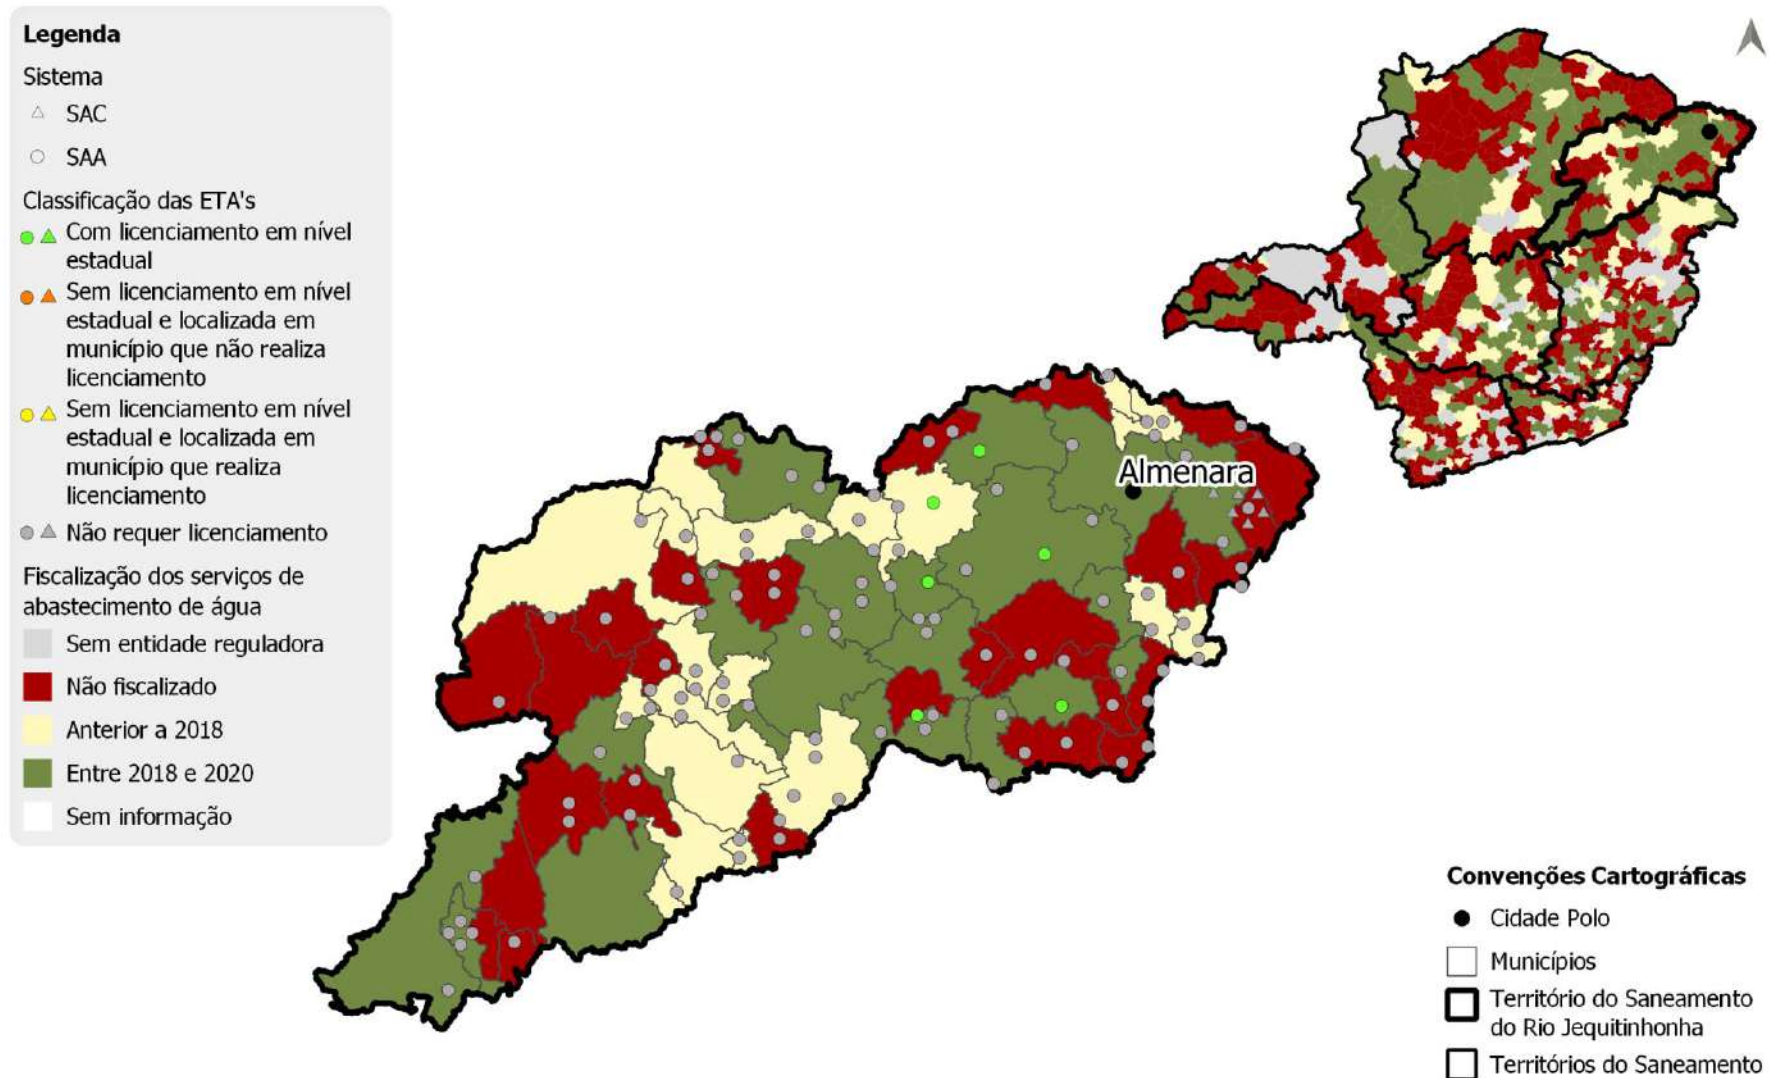 Legenda
Sistema
SAC
SAA
Classificação das ETA's
Com licenciamento em nível
estadual
Sem licenciamento em nível
estadual e localizada em
município que não realiza
licenciamento
Sem licenciamento em nível
estadual e localizada em
município que realiza
licenciamento
Não requer licenciamento
Fiscalização dos serviços de
abastecimento de água
Sem entidade reguladora
Não fiscalizado
Anterior a 2018
Entre 2018 e 2020
Sem informação
Almenara
Convenções Cartográficas
Cidade Polo
Municípios
Território do Saneamento
do Rio Jequitinhonha
Territórios do Saneamento